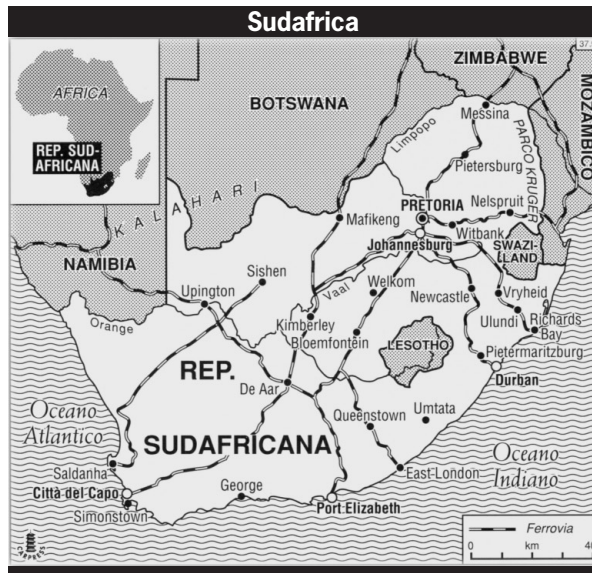 Sudafrica
AFRICA
REP. SUD-
AFRICANA
ZIMBABWE
MOZAMBICO
BOTSWANA
Messina
Limpopo
PARCO KRUGER
Pietersburg
KALAHARI
PRETORIA
Nelspruit
Mafikeng
Witbank
Johannesburg
SWAZI-
LAND
NAMIBIA
Sishen
Upington
Vaal
Welkom
Newcastle
Vryheid
Orange
Kimberley
Ulundi
Richards
Bay
Bloemfontein
LESOTHO
Pietermaritzburg
REP.
De Aar
Durban
Oceano
Atlantico
Queenstown
Umtata
SUDAFRICANA
Oceano
Indiano
Saldanha
East-London
Città del Capo
George
Simonstown
Port Elizabeth
Ferrovia
0 km 40
CARPRESS